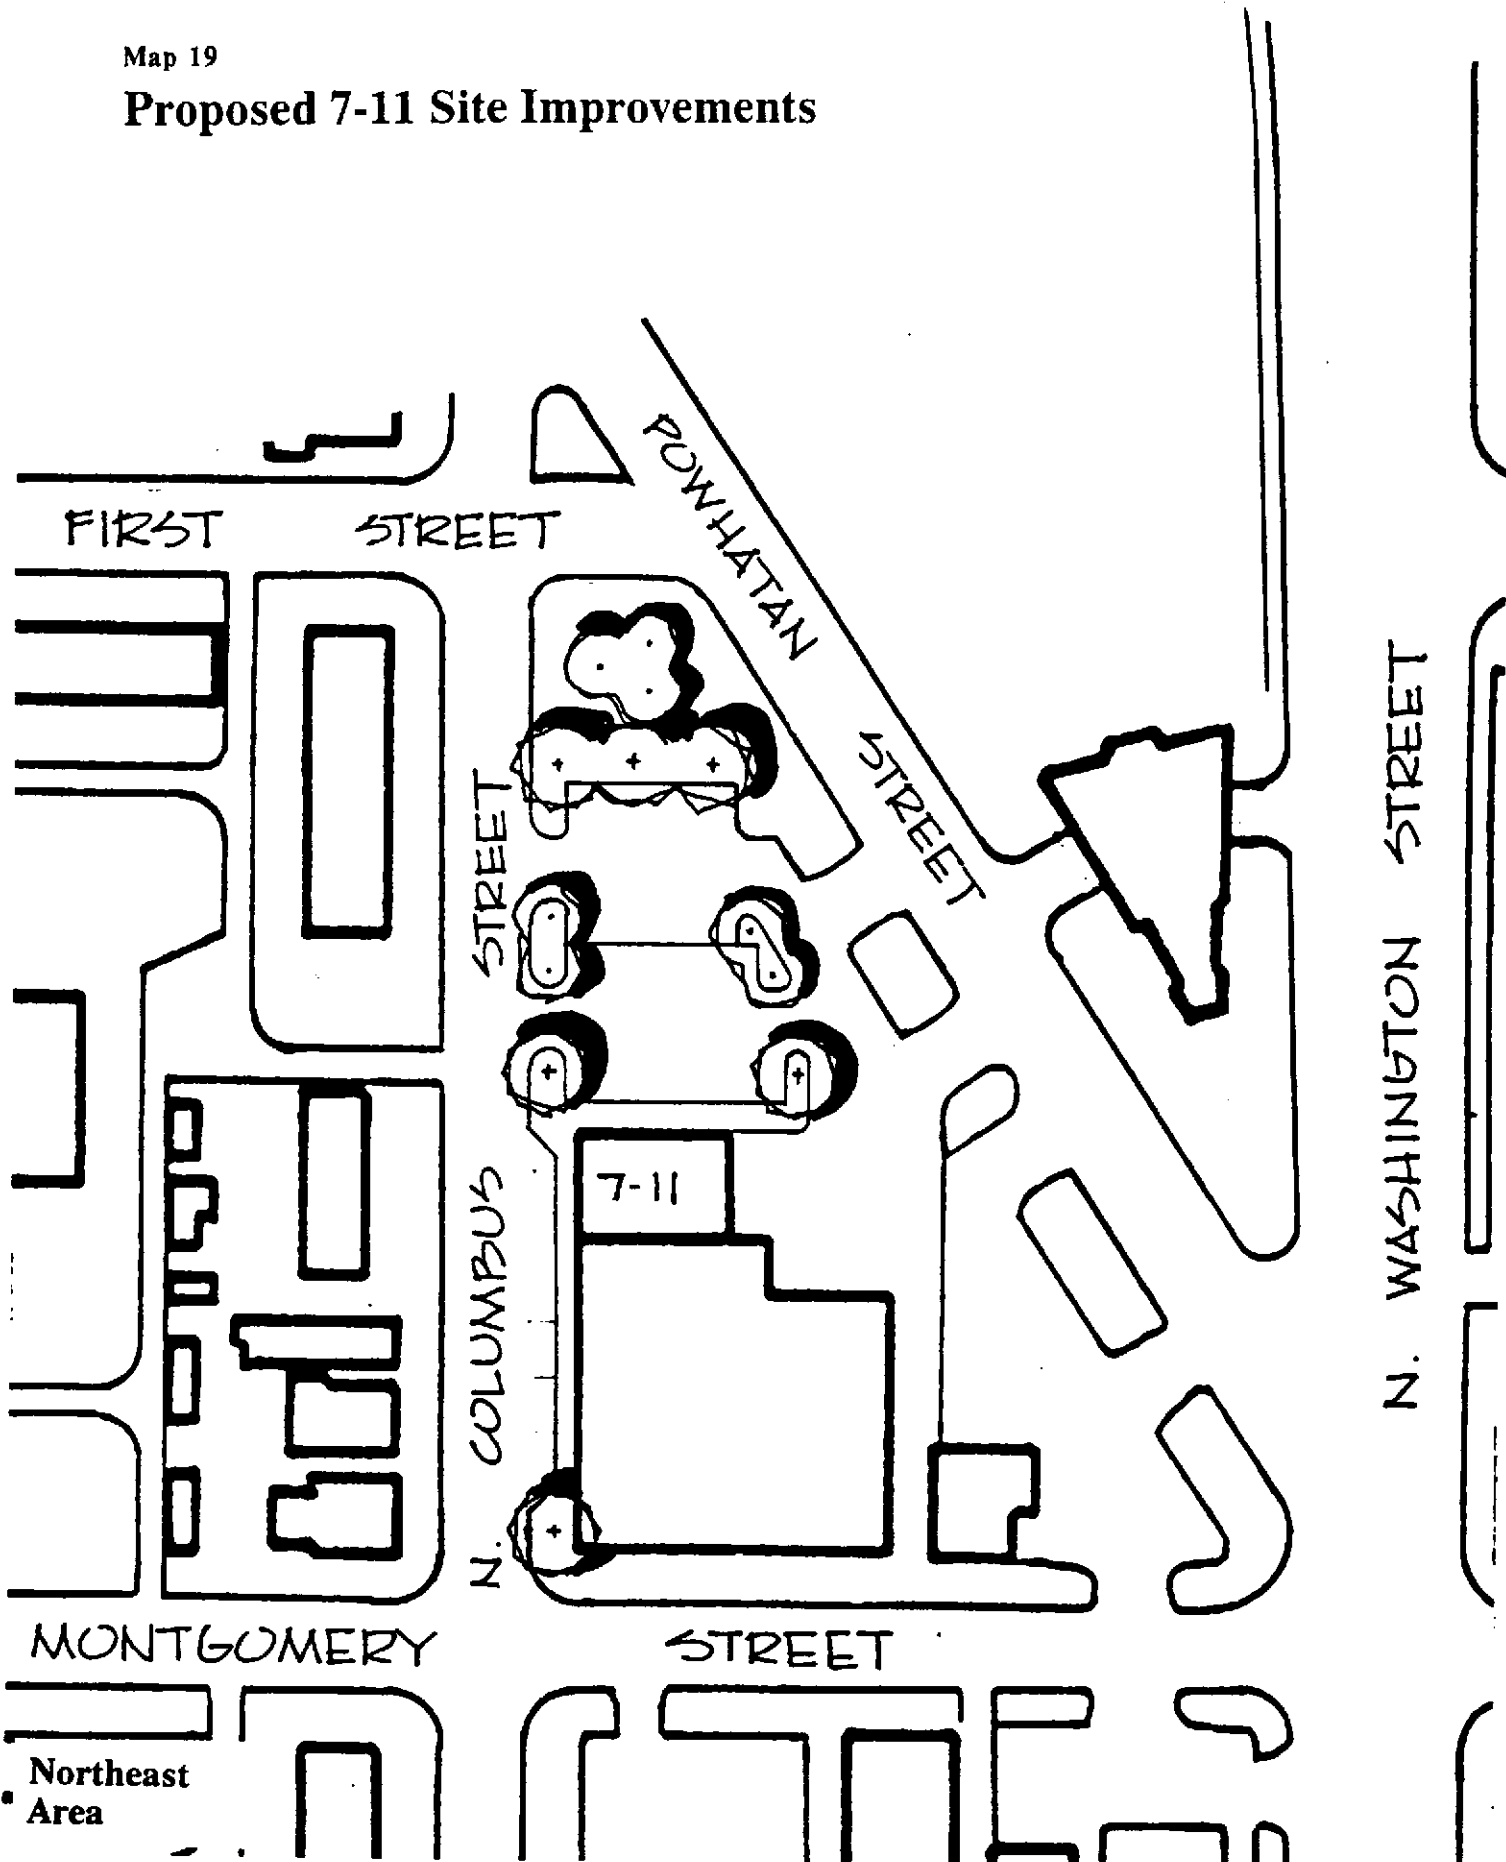 Map 19
Proposed 7-11 Site Improvements
FIRST STREET
POWHATAN STREET
N. COLUMBUS STREET
N. WASHINGTON STREET
7-11
MONTGOMERY STREET
Northeast
Area